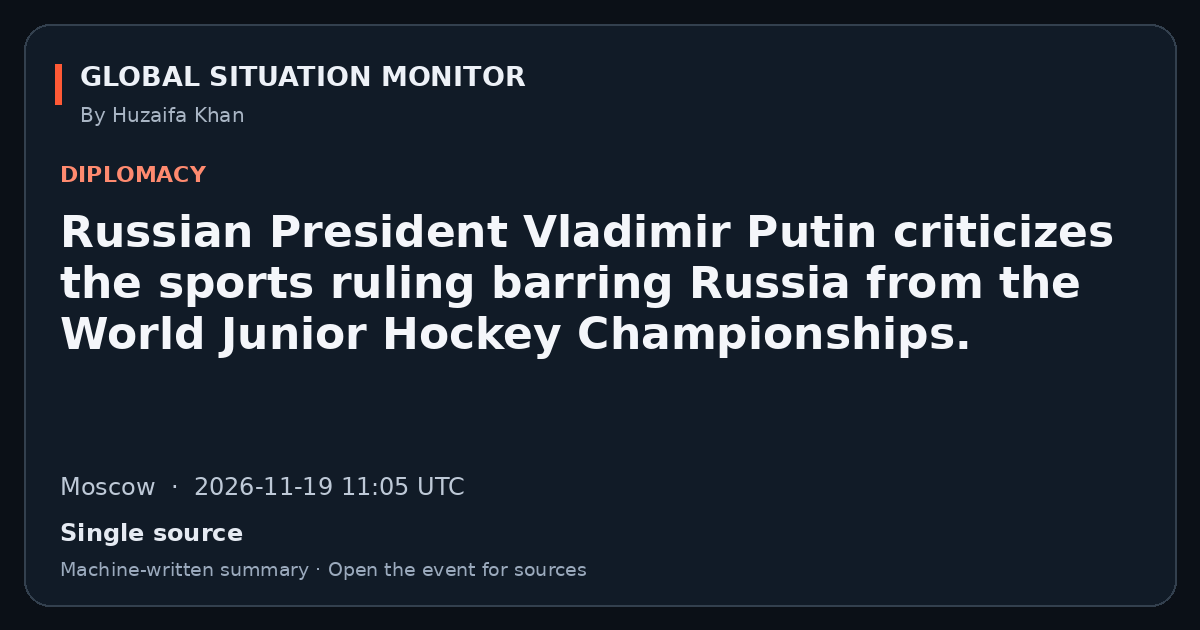 GLOBAL SITUATION MONITOR
By Huzaifa Khan
DIPLOMACY
Russian President Vladimir Putin criticizes
the sports ruling barring Russia from the
World Junior Hockey Championships.
Moscow · 2026-11-19 11:05 UTC
Single source
Machine-written summary · Open the event for sources